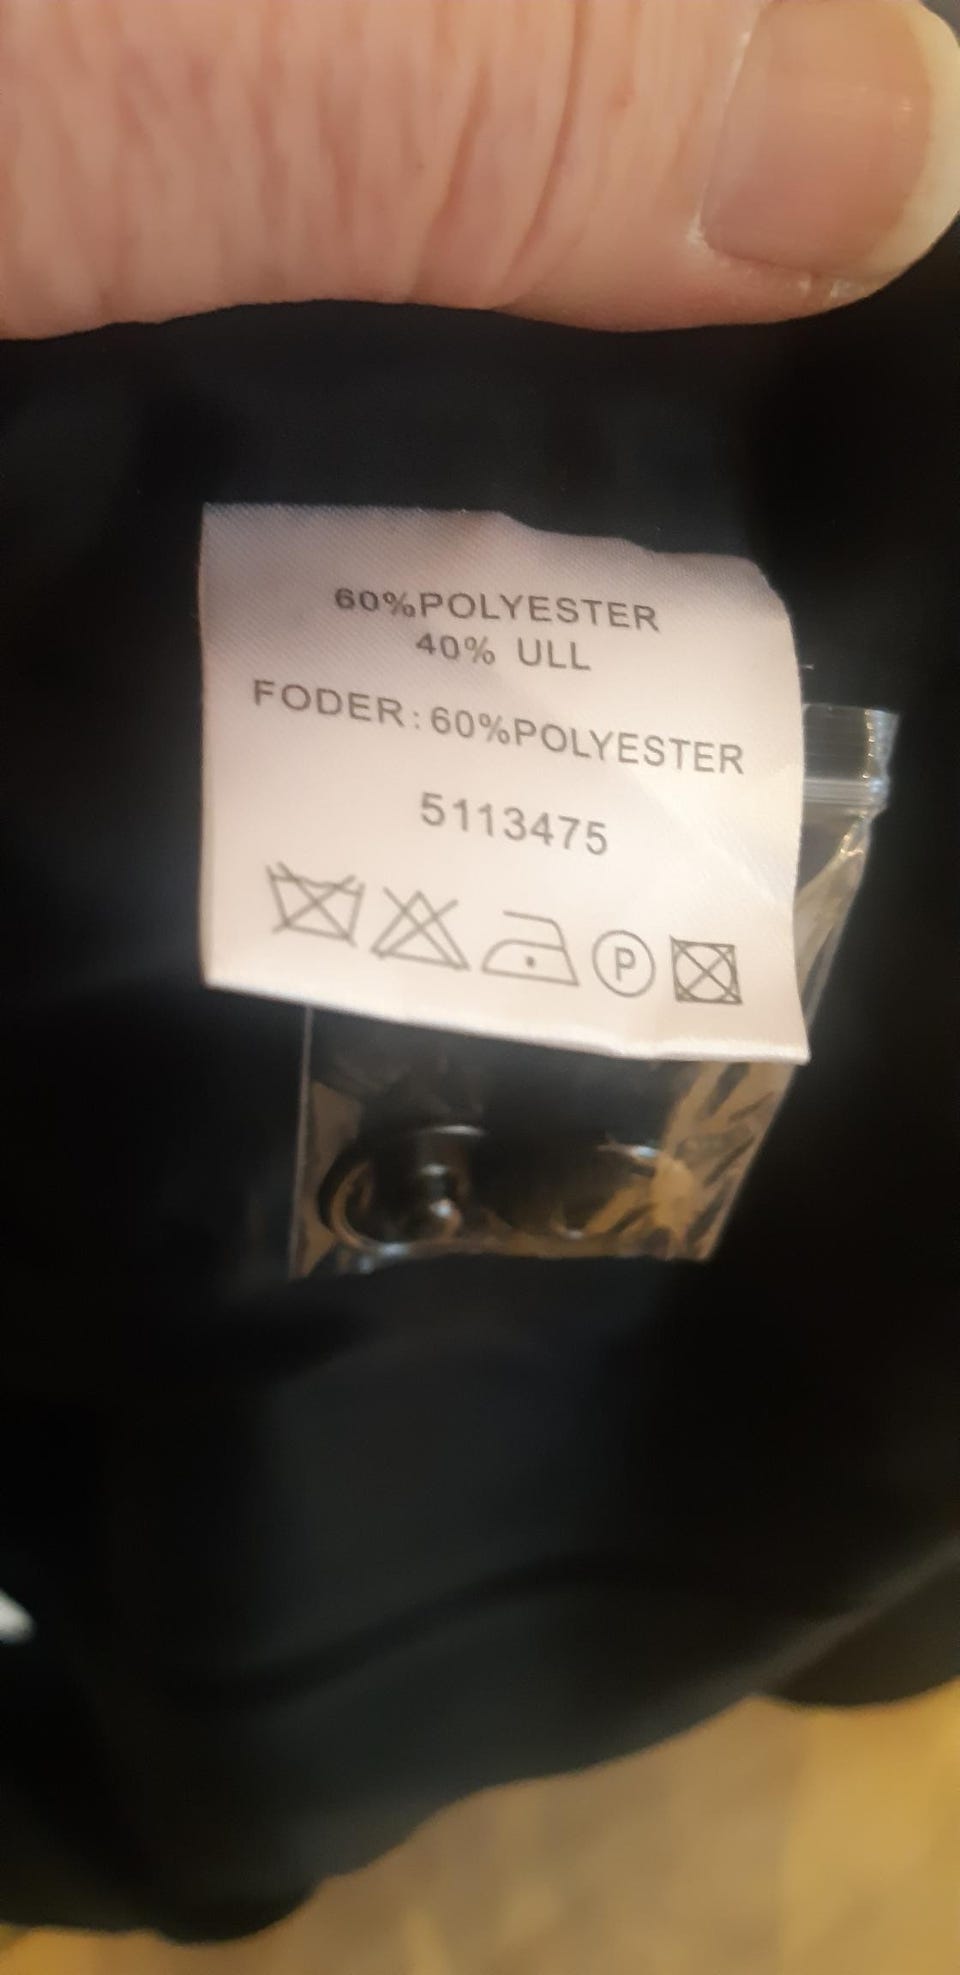 60%POLYESTER
40% ULL
FODER:60%POLYESTER
5113475
P